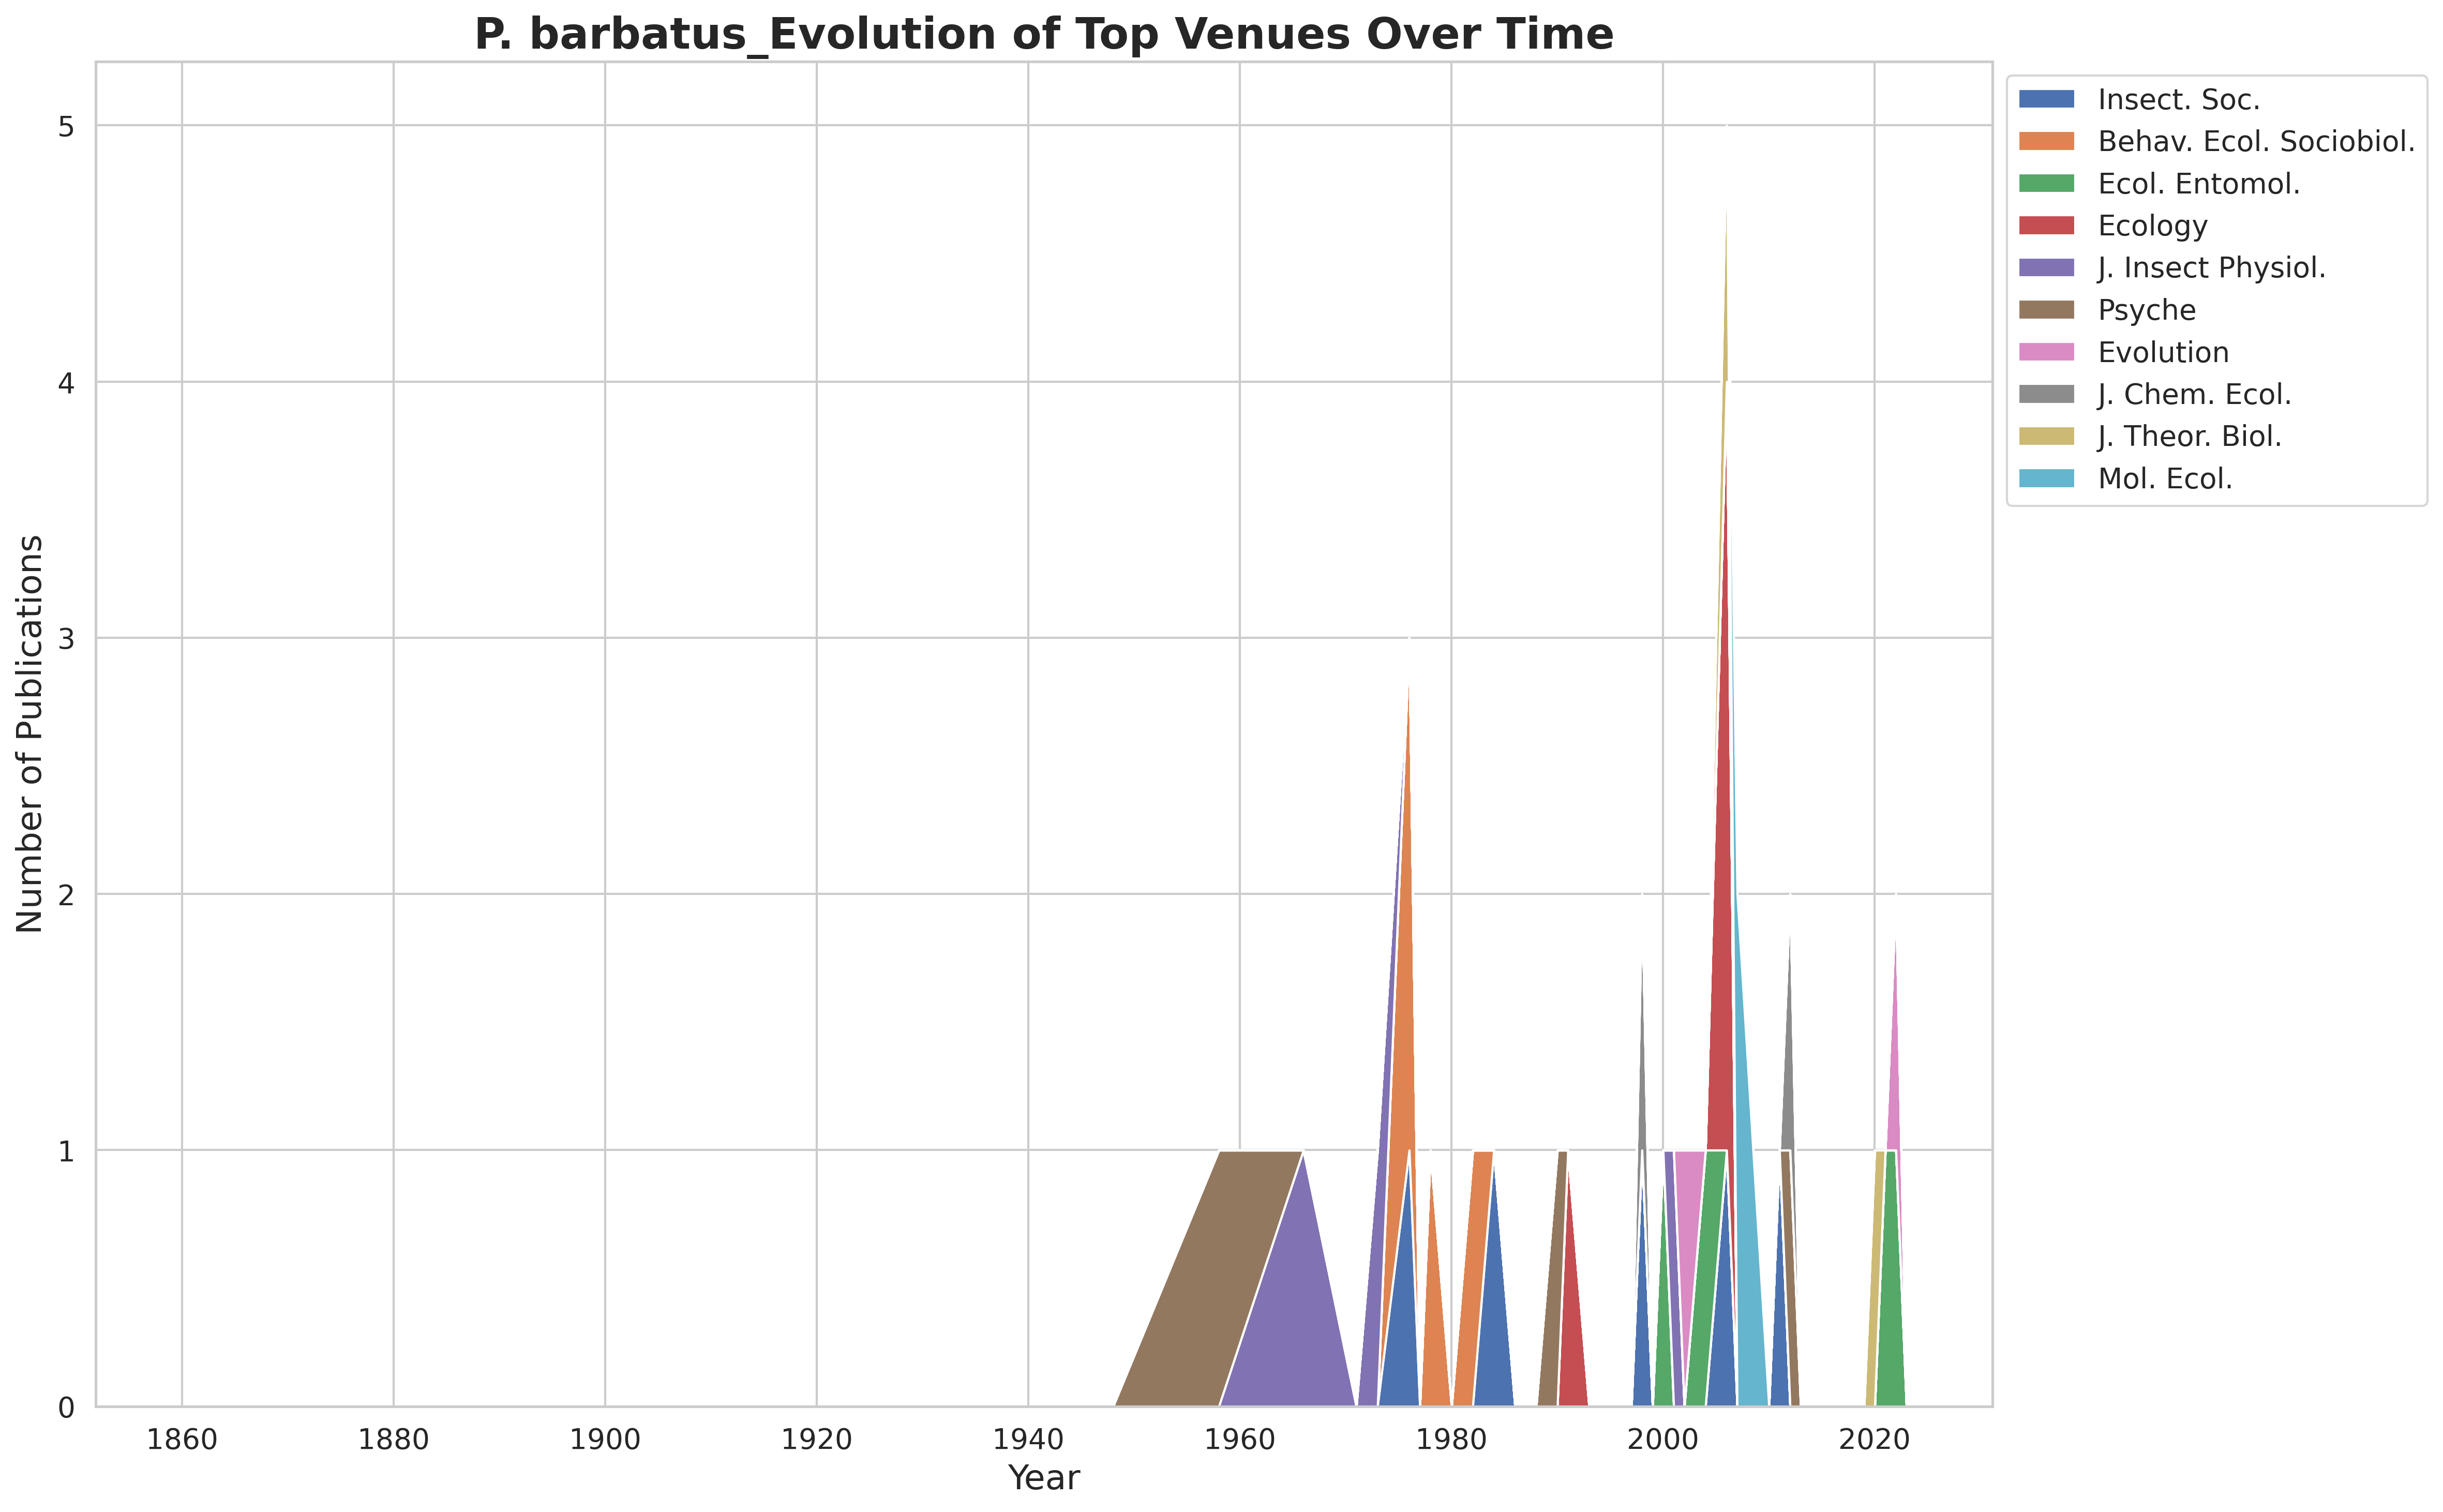 P. barbatus_Evolution of Top Venues Over Time
Number of Publications
5
4
3
2
1
0
1860 1880 1900 1920 1940 1960 1980 2000 2020
Year
Insect. Soc.
Behav. Ecol. Sociobiol.
Ecol. Entomol.
Ecology
J. Insect Physiol.
Psyche
Evolution
J. Chem. Ecol.
J. Theor. Biol.
Mol. Ecol.